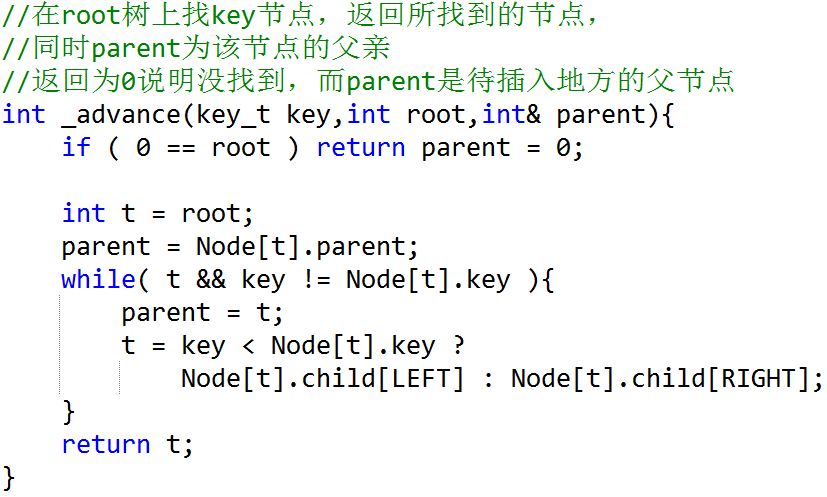 //在root树上找key节点，返回所找到的节点，
//同时parent为该节点的父亲
//返回为0说明没找到，而parent是待插入地方的父节点
int _advance(key_t key,int root,int& parent){
    if ( 0 == root ) return parent = 0;

    int t = root;
    parent = Node[t].parent;
    while( t && key != Node[t].key ){
        parent = t;
        t = key < Node[t].key ?
            Node[t].child[LEFT] : Node[t].child[RIGHT];
    }
    return t;
}